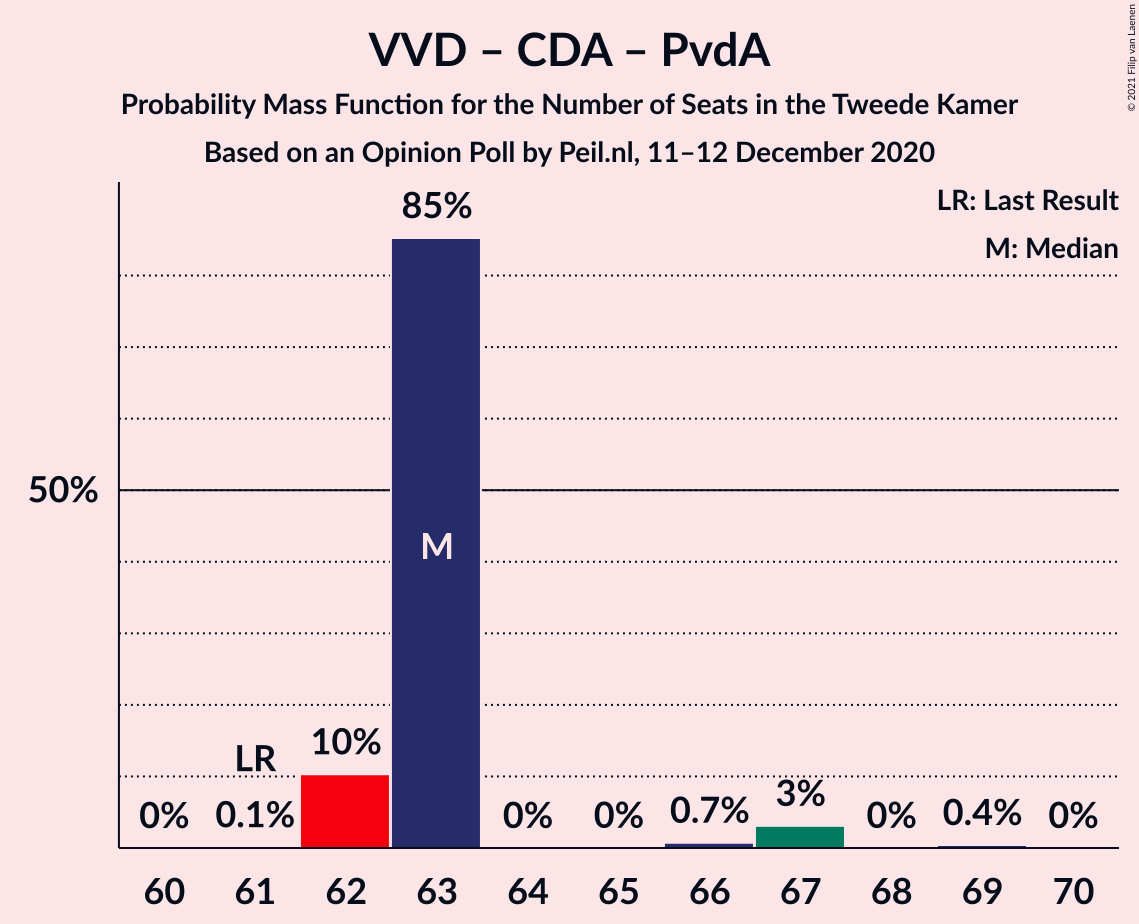 VVD – CDA – PvdA
Probability Mass Function for the Number of Seats in the Tweede Kamer
Based on an Opinion Poll by Peil.nl, 11–12 December 2020
© 2021 Filip van Laenen
LR: Last Result
M: Median
85%
50%
M
LR
10%
0%
0.1%
0%
0%
0.7%
3%
0%
0.4%
0%
60 61 62 63 64 65 66 67 68 69 70